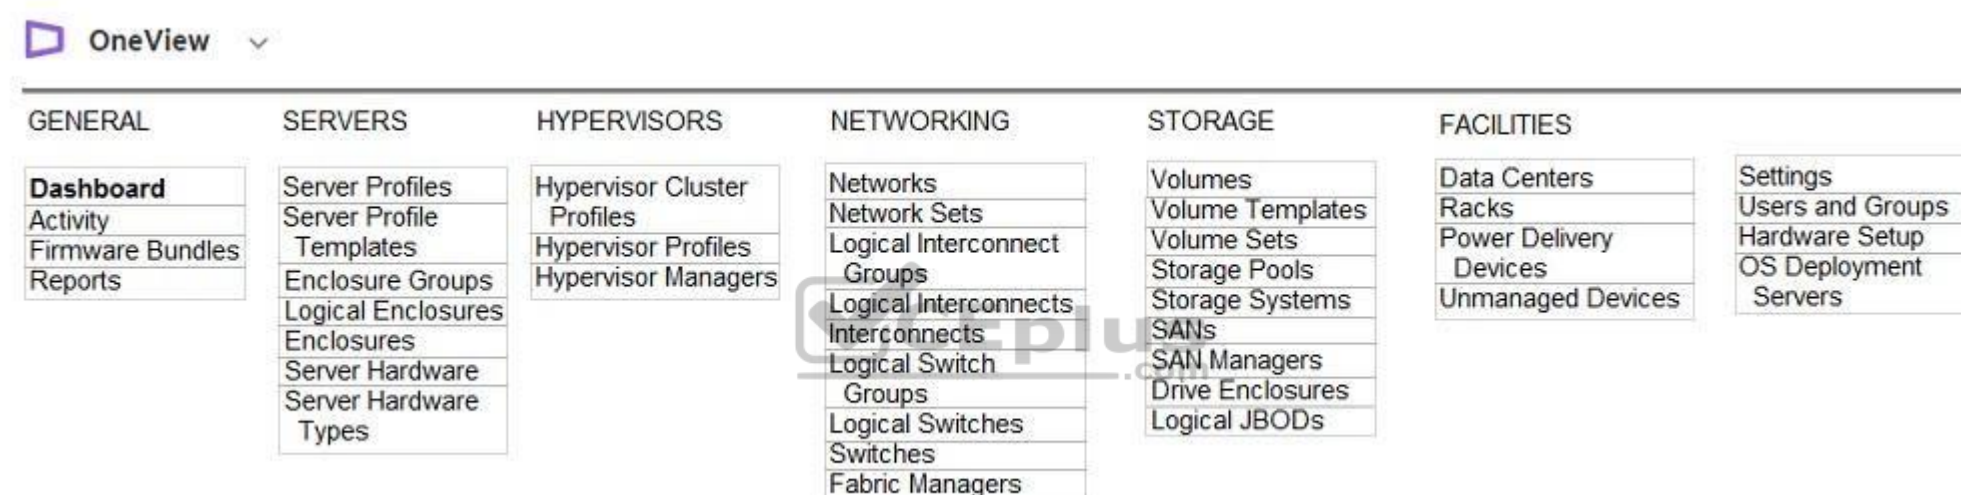 OneView
GENERAL
Dashboard
Activity
Firmware Bundles
Reports
SERVERS
Server Profiles
Server Profile
Templates
Enclosure Groups
Logical Enclosures
Enclosures
Server Hardware
Server Hardware
Types
HYPERVISORS
Hypervisor Cluster
Profiles
Hypervisor Profiles
Hypervisor Managers
NETWORKING
Networks
Network Sets
Logical Interconnect
Groups
Logical Interconnects
Interconnects
Logical Switch
Groups
Logical Switches
Switches
Fabric Managers
STORAGE
Volumes
Volume Templates
Volume Sets
Storage Pools
Storage Systems
SANs
SAN Managers
Drive Enclosures
Logical JBODs
FACILITIES
Data Centers
Racks
Power Delivery
Devices
Unmanaged Devices
Settings
Users and Groups
Hardware Setup
OS Deployment
Servers
CEplus
.com